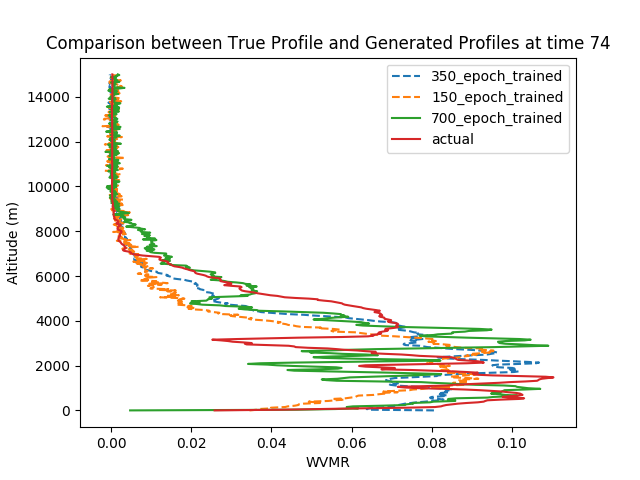 Comparison between True Profile and Generated Profiles at time 74
350_epoch_trained
150_epoch_trained
700_epoch_trained
actual
Altitude (m)
14000
12000
10000
8000
6000
4000
2000
0
0.00 0.02 0.04 0.06 0.08 0.10
WVMR